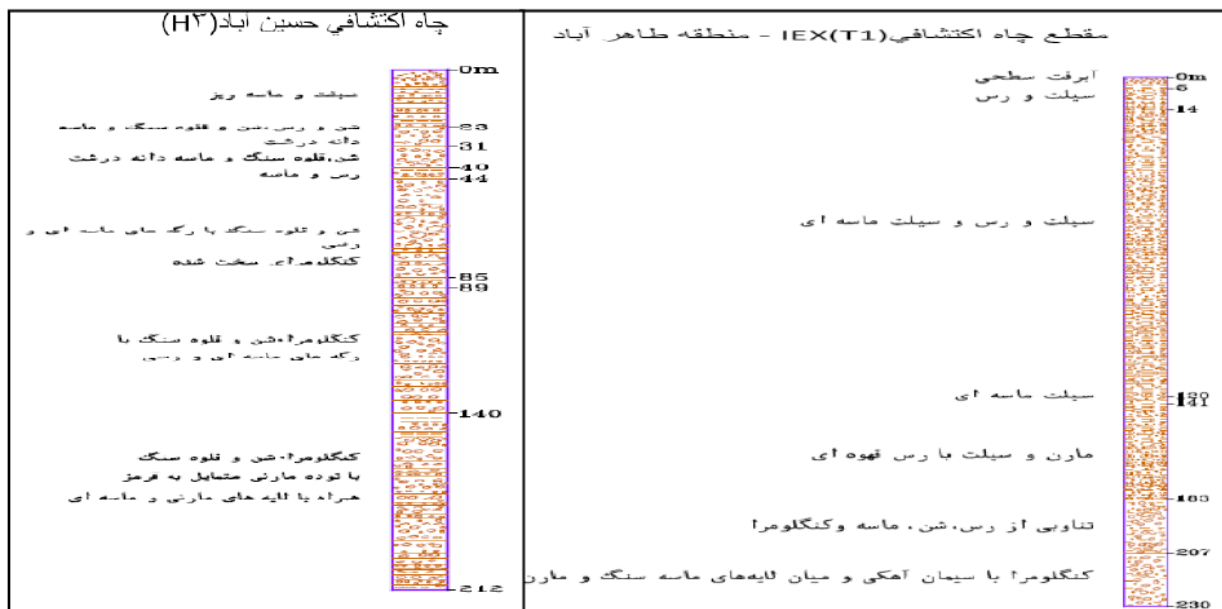 چاه اکتشافي حسین آباد(H۳)
0m
سیلت و ماسه ریز
شن و رس،شن و قلوه سنگ و ماسه
23
دانه درشت
31
شن،قلوه سنگ و ماسه دانه درشت
40
رس و ماسه
44
شن و قلوه سنگ با رگه های ماسه ای و
رسی
کنگلومرای سخت شده
85
89
کنگلومرا،شن و قلوه سنگ با
رگه های ماسه ای و رسی
140
کنگلومرا،شن و قلوه سنگ
با توده مارنی متمایل به قرمز
همراه با لایه های مارنی و ماسه ای
212
مقطع چاه اکتشافي(IEX(T1 - منطقه طاهر آباد
آبرفت سطحی
0m
سیلت و رس
14
سیلت و رس و سیلت ماسه ای
سیلت ماسه ای
141
مارن و سیلت با رس قهوه ای
183
تناوبی از رس،شن، ماسه وکنگلومرا
207
کنگلومرا با سیمان آهکی و میان لایه‌های ماسه سنگ و مارن
230